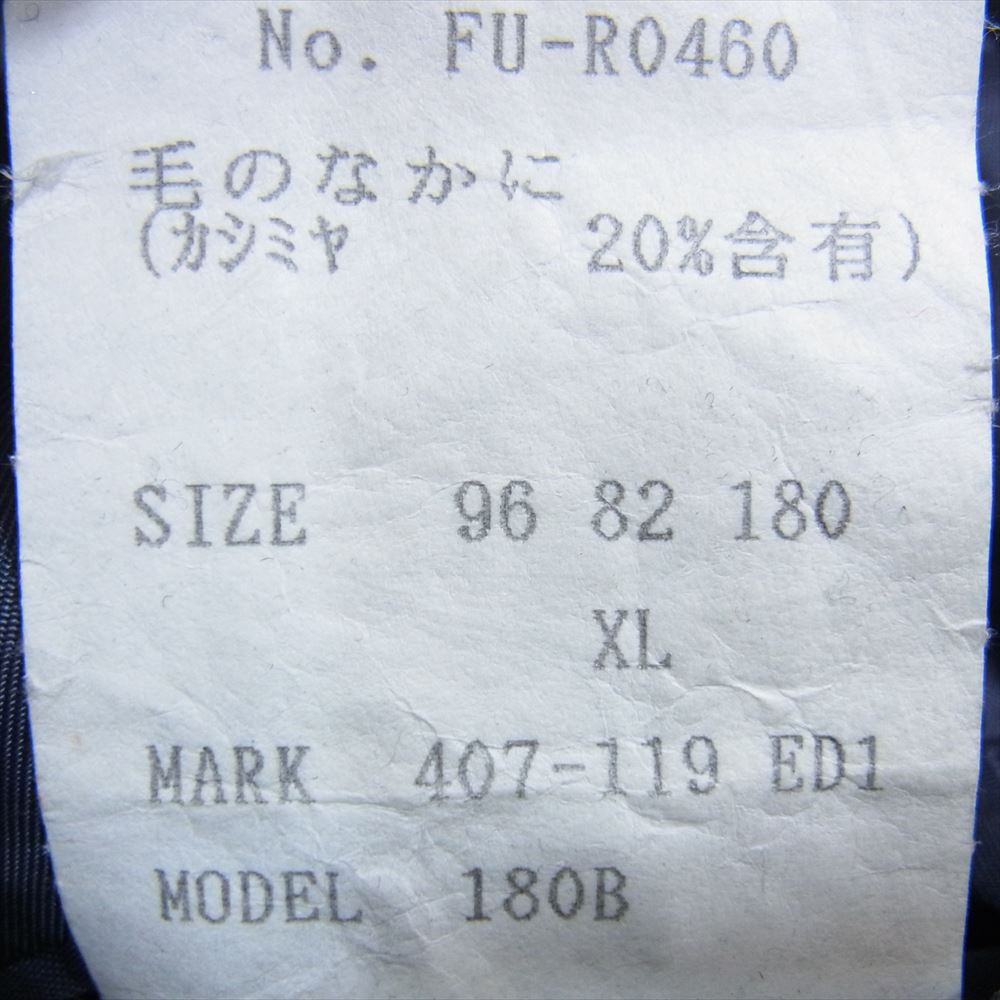 No. FU-R0460
毛のなかに
(カシミヤ 20%含有)
SIZE 96 82 180
XL
MARK 407-119 ED1
MODEL 180B